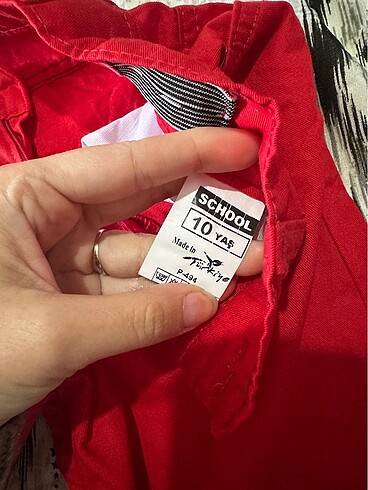 SCHOOL
10 YAŞ
Made in
Türkiye
P-494